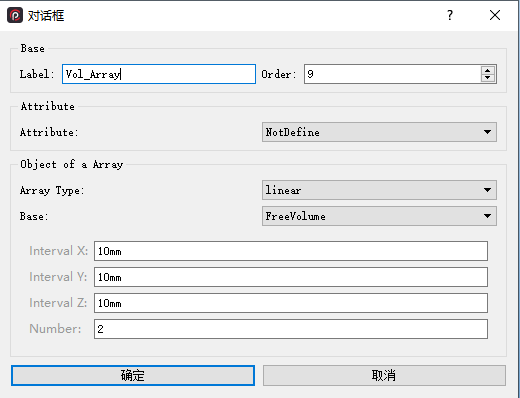 对话框
Base
Label: Vol_Array Order: 9
Attribute
Attribute: NotDefine
Object of a Array
Array Type: linear
Base: FreeVolume
Interval X: 10mm
Interval Y: 10mm
Interval Z: 10mm
Number: 2
确定 取消